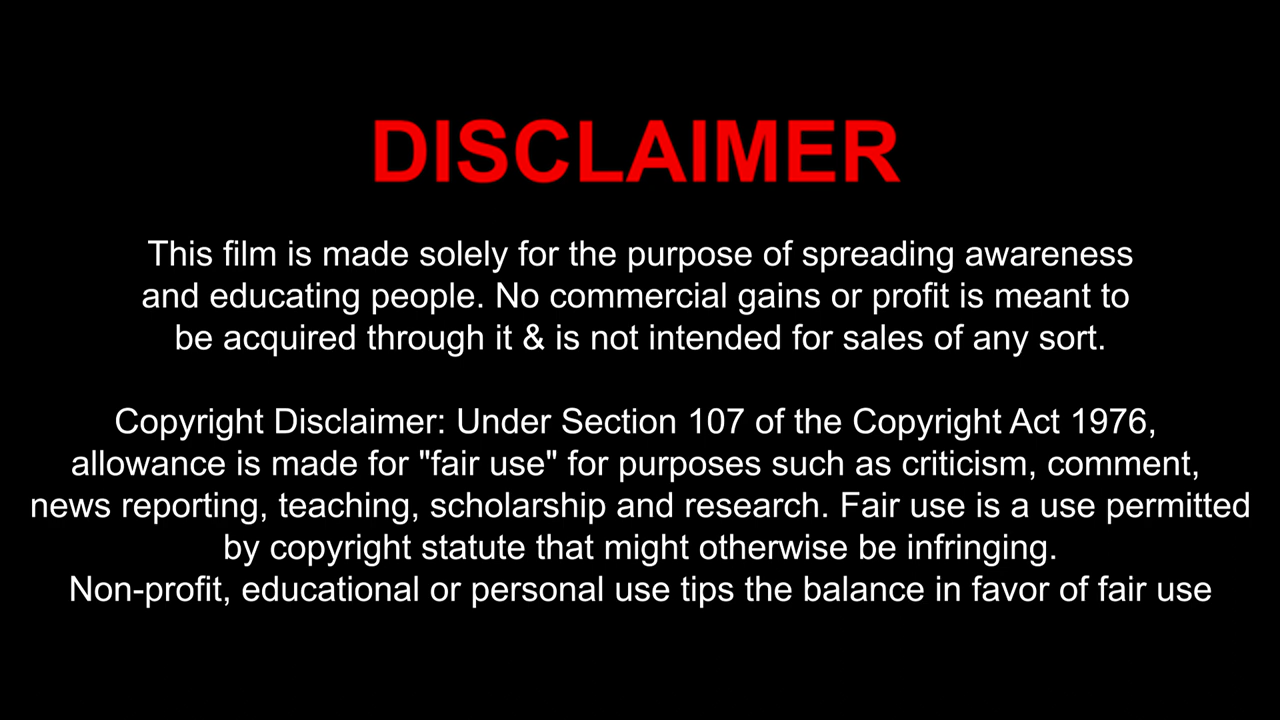 DISCLAIMER
This film is made solely for the purpose of spreading awareness
and educating people. No commercial gains or profit is meant to
be acquired through it & is not intended for sales of any sort.
Copyright Disclaimer: Under Section 107 of the Copyright Act 1976,
allowance is made for "fair use" for purposes such as criticism, comment,
news reporting, teaching, scholarship and research. Fair use is a use permitted
by copyright statute that might otherwise be infringing.
Non-profit, educational or personal use tips the balance in favor of fair use